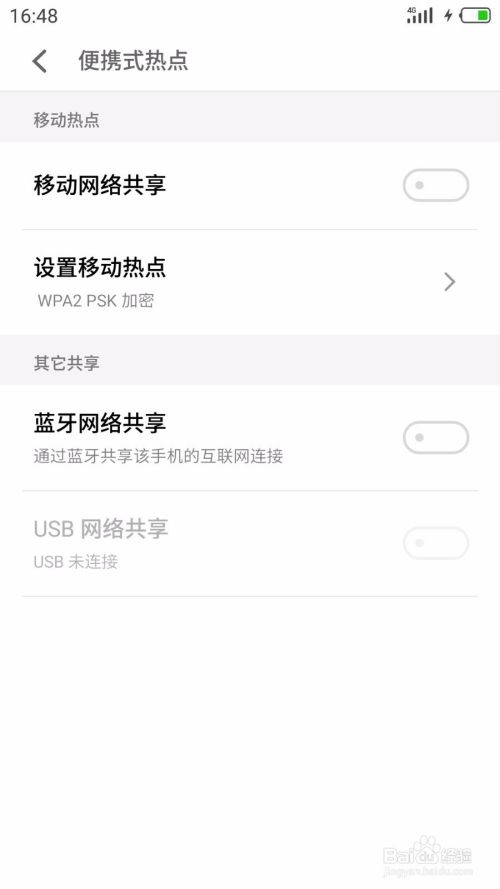 16:48
4G
便携式热点
移动热点
移动网络共享
设置移动热点
WPA2 PSK 加密
其它共享
蓝牙网络共享
通过蓝牙共享该手机的互联网连接
USB 网络共享
USB 未连接
Baidu 经验
jingyan.baidu.com